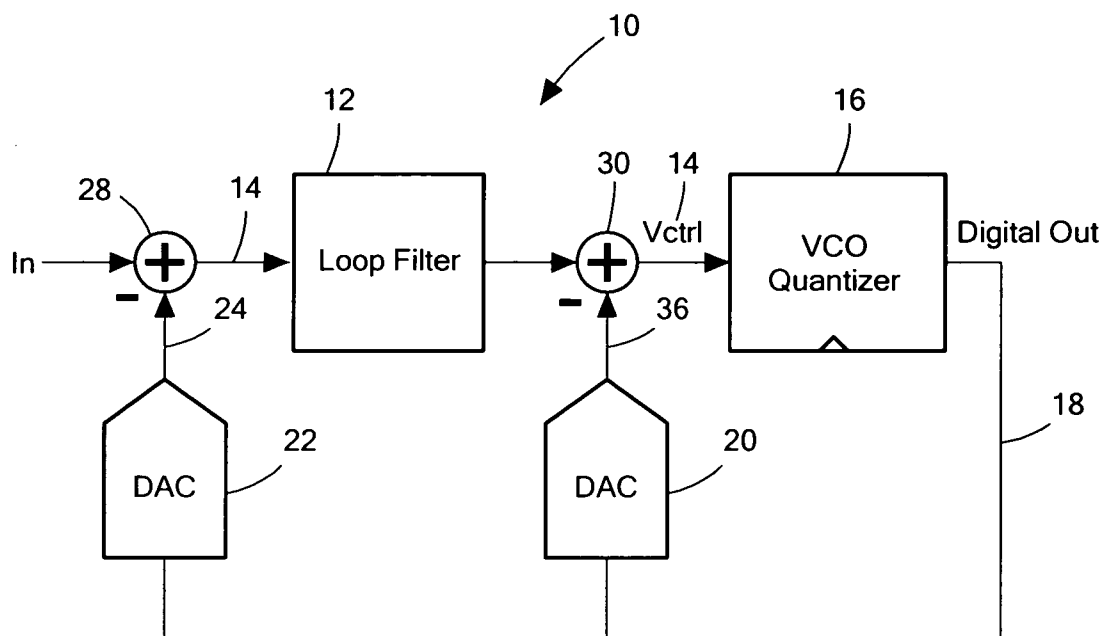 10
12
16
28
14
30
14
In
+
Loop Filter
+
Vctrl
VCO
Quantizer
Digital Out
-
-
24
36
DAC
22
DAC
20
18